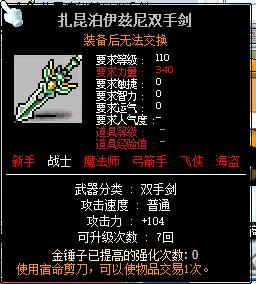 扎昆泊伊兹尼双手剑
装备后无法交换
要求等级： 110
要求力量： 340
要求敏捷： 0
要求智力： 0
要求运气： 0
要求人气度： -
道具等级： -
道具经验值： -
新手 战士 魔法师 弓箭手 飞侠 海盗
武器分类 : 双手剑
攻击速度 : 普通
攻击力 : +104
可升级次数 : 7回
金锤子已提高的强化次数: 0
使用宿命剪刀，可以使物品交易1次。